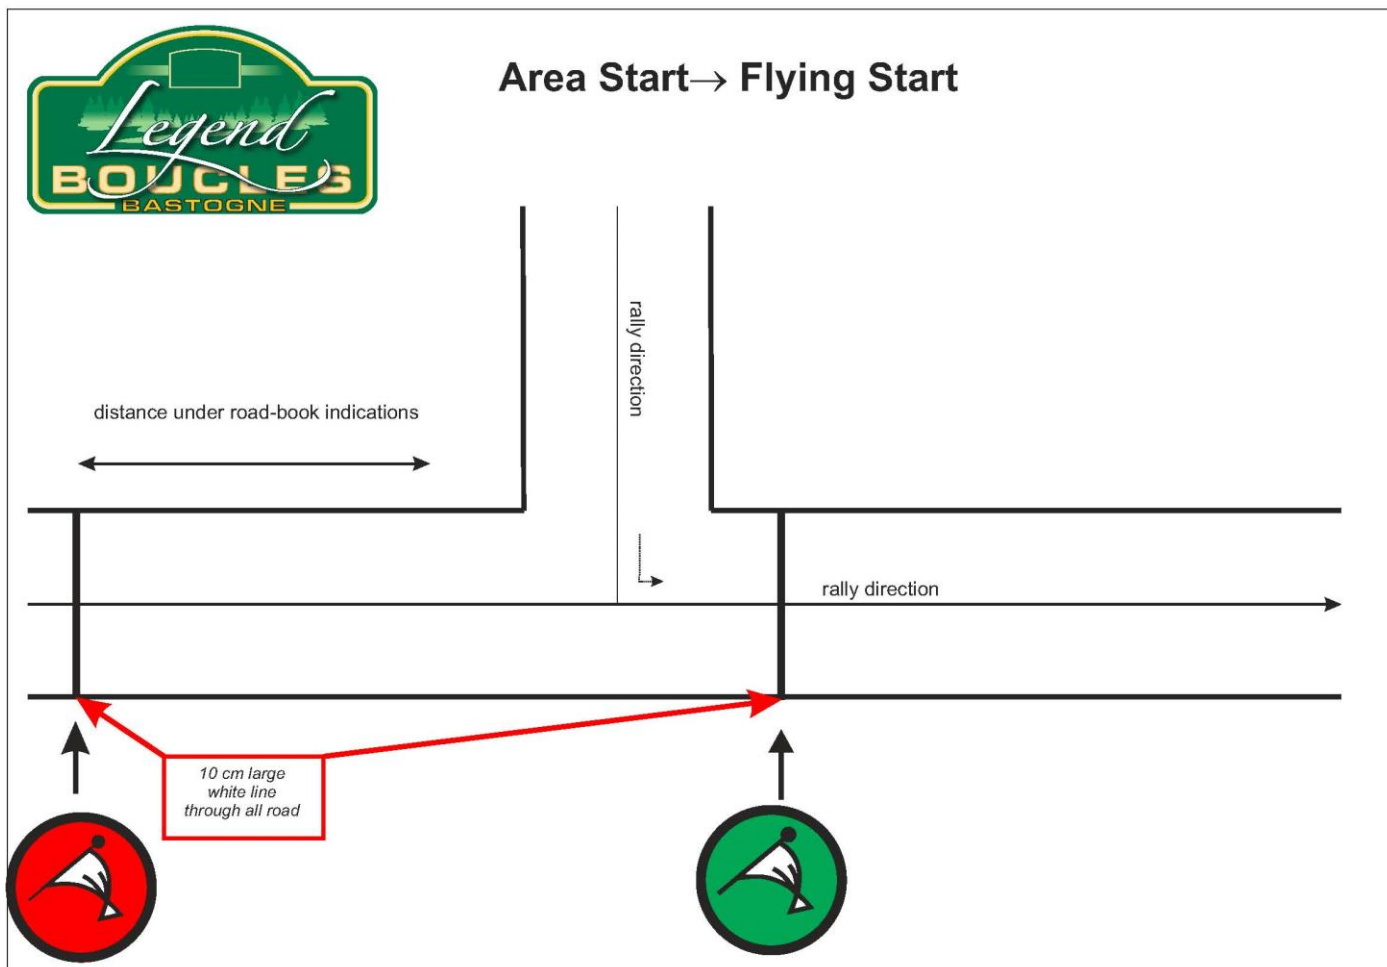 Legend
BOUCLES
BASTOGNE
Area Start→ Flying Start
rally direction
distance under road-book indications
rally direction
10 cm large
white line
through all road